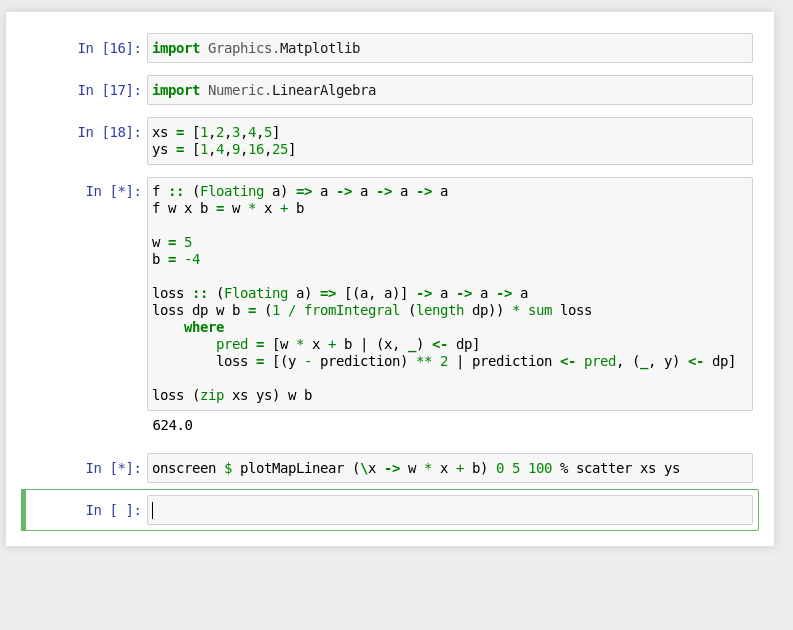 In [16]: import Graphics.Matplotlib
In [17]: import Numeric.LinearAlgebra
In [18]: xs = [1,2,3,4,5]
ys = [1,4,9,16,25]
In [*]: f :: (Floating a) => a -> a -> a -> a
f w x b = w * x + b
w = 5
b = -4
loss :: (Floating a) => [(a, a)] -> a -> a -> a
loss dp w b = (1 / fromIntegral (length dp)) * sum loss
where
pred = [w * x + b | (x, _) <- dp]
loss = [(y - prediction) ** 2 | prediction <- pred, (_, y) <- dp]
loss (zip xs ys) w b
624.0
In [*]: onscreen $ plotMapLinear (\x -> w * x + b) 0 5 100 % scatter xs ys
In [ ]: